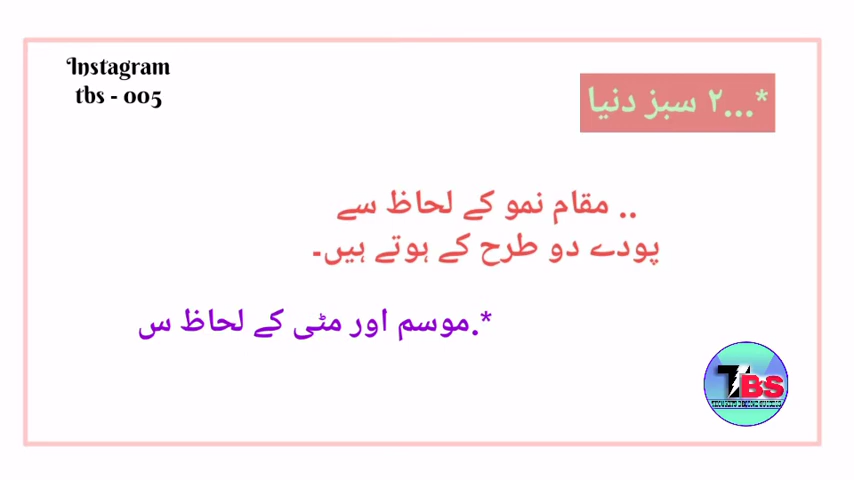 Instagram
tbs - 005
*...۲ سبز دنیا
.. مقام نمو کے لحاظ سے
پودے دو طرح کے ہوتے ہیں۔
*.موسم اور مٹی کے لحاظ س
TBS